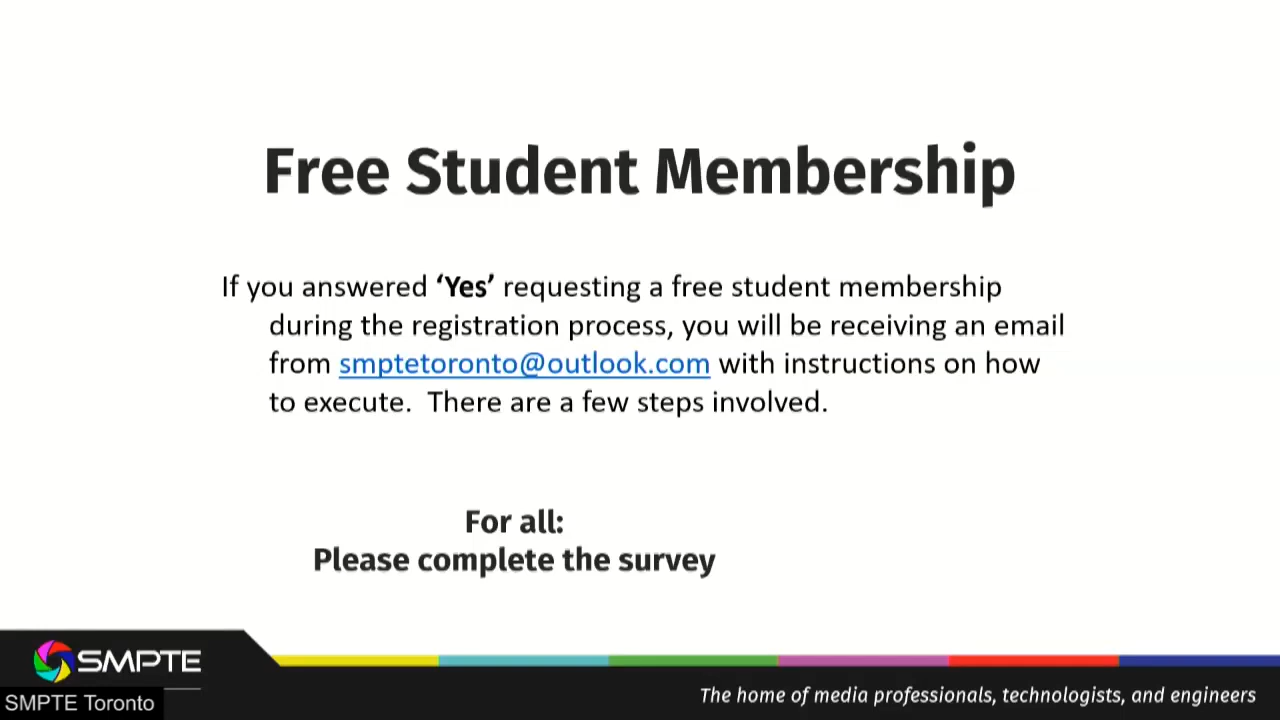 Free Student Membership
If you answered ‘Yes’ requesting a free student membership
during the registration process, you will be receiving an email
from smptetoronto@outlook.com with instructions on how
to execute.  There are a few steps involved.
For all:
Please complete the survey
SMPTE
SMPTE Toronto
The home of media professionals, technologists, and engineers